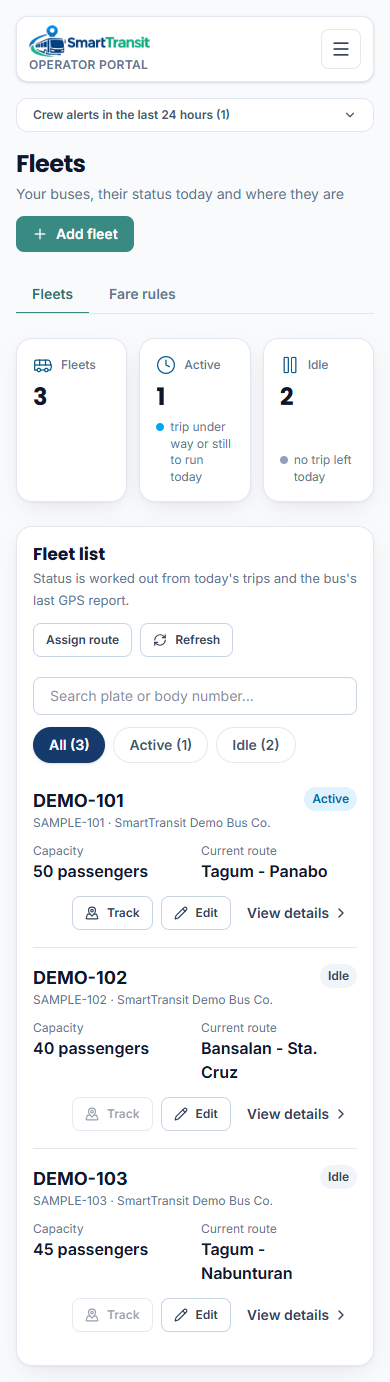 SmartTransit
OPERATOR PORTAL
Crew alerts in the last 24 hours (1)
Fleets
Your buses, their status today and where they are
Add fleet
Fleets
Fare rules
Fleets
3
Active
1
trip under
way or still
to run
today
Idle
2
no trip left
today
Fleet list
Status is worked out from today's trips and the bus's
last GPS report.
Assign route
Refresh
Search plate or body number...
All (3)
Active (1)
Idle (2)
DEMO-101
Active
SAMPLE-101 · SmartTransit Demo Bus Co.
Capacity
50 passengers
Current route
Tagum - Panabo
Track
Edit
View details
DEMO-102
Idle
SAMPLE-102 · SmartTransit Demo Bus Co.
Capacity
40 passengers
Current route
Bansalan - Sta.
Cruz
Track
Edit
View details
DEMO-103
Idle
SAMPLE-103 · SmartTransit Demo Bus Co.
Capacity
45 passengers
Current route
Tagum -
Nabunturan
Track
Edit
View details